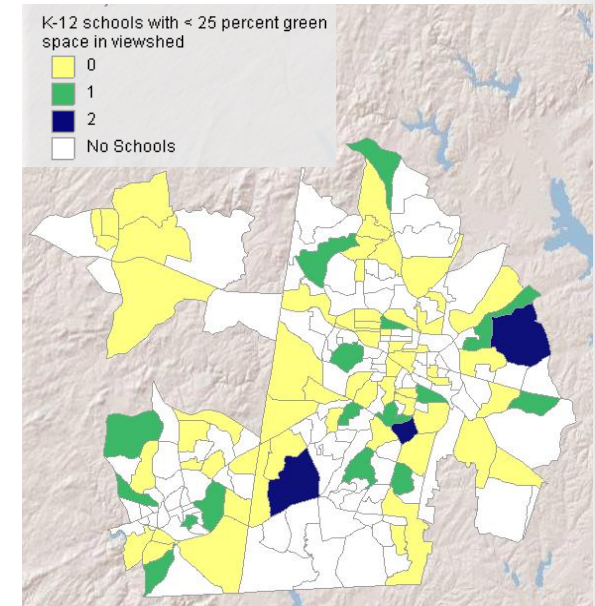 K-12 schools with < 25 percent green
space in viewshed
0
1
2
No Schools